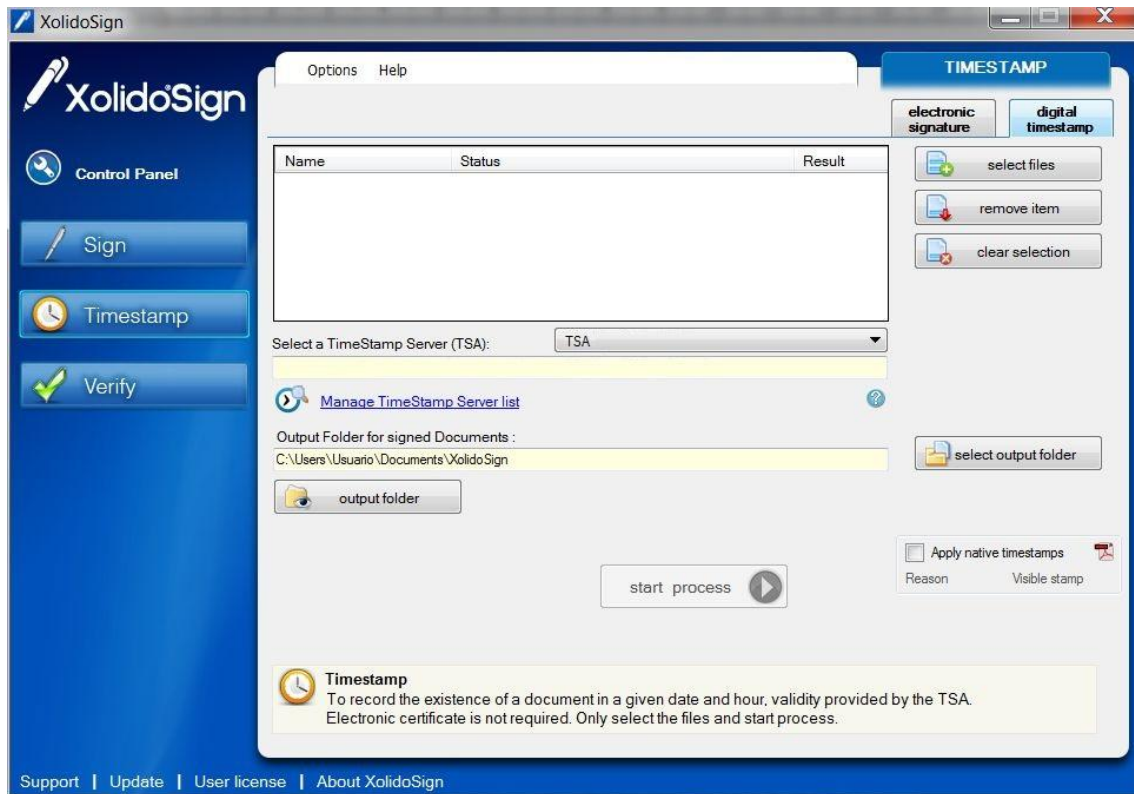 XolidoSign
XolidoSign
Options Help
TIMESTAMP
electronic signature
digital timestamp
Control Panel
Sign
Timestamp
Verify
Name Status Result
select files
remove item
clear selection
Select a TimeStamp Server (TSA): TSA
Manage TimeStamp Server list
?
Output Folder for signed Documents :
C:\Users\Usuario\Documents\XolidoSign
select output folder
output folder
Apply native timestamps
Reason Visible stamp
start process
Timestamp
To record the existence of a document in a given date and hour, validity provided by the TSA.
Electronic certificate is not required. Only select the files and start process.
Support | Update | User license | About XolidoSign